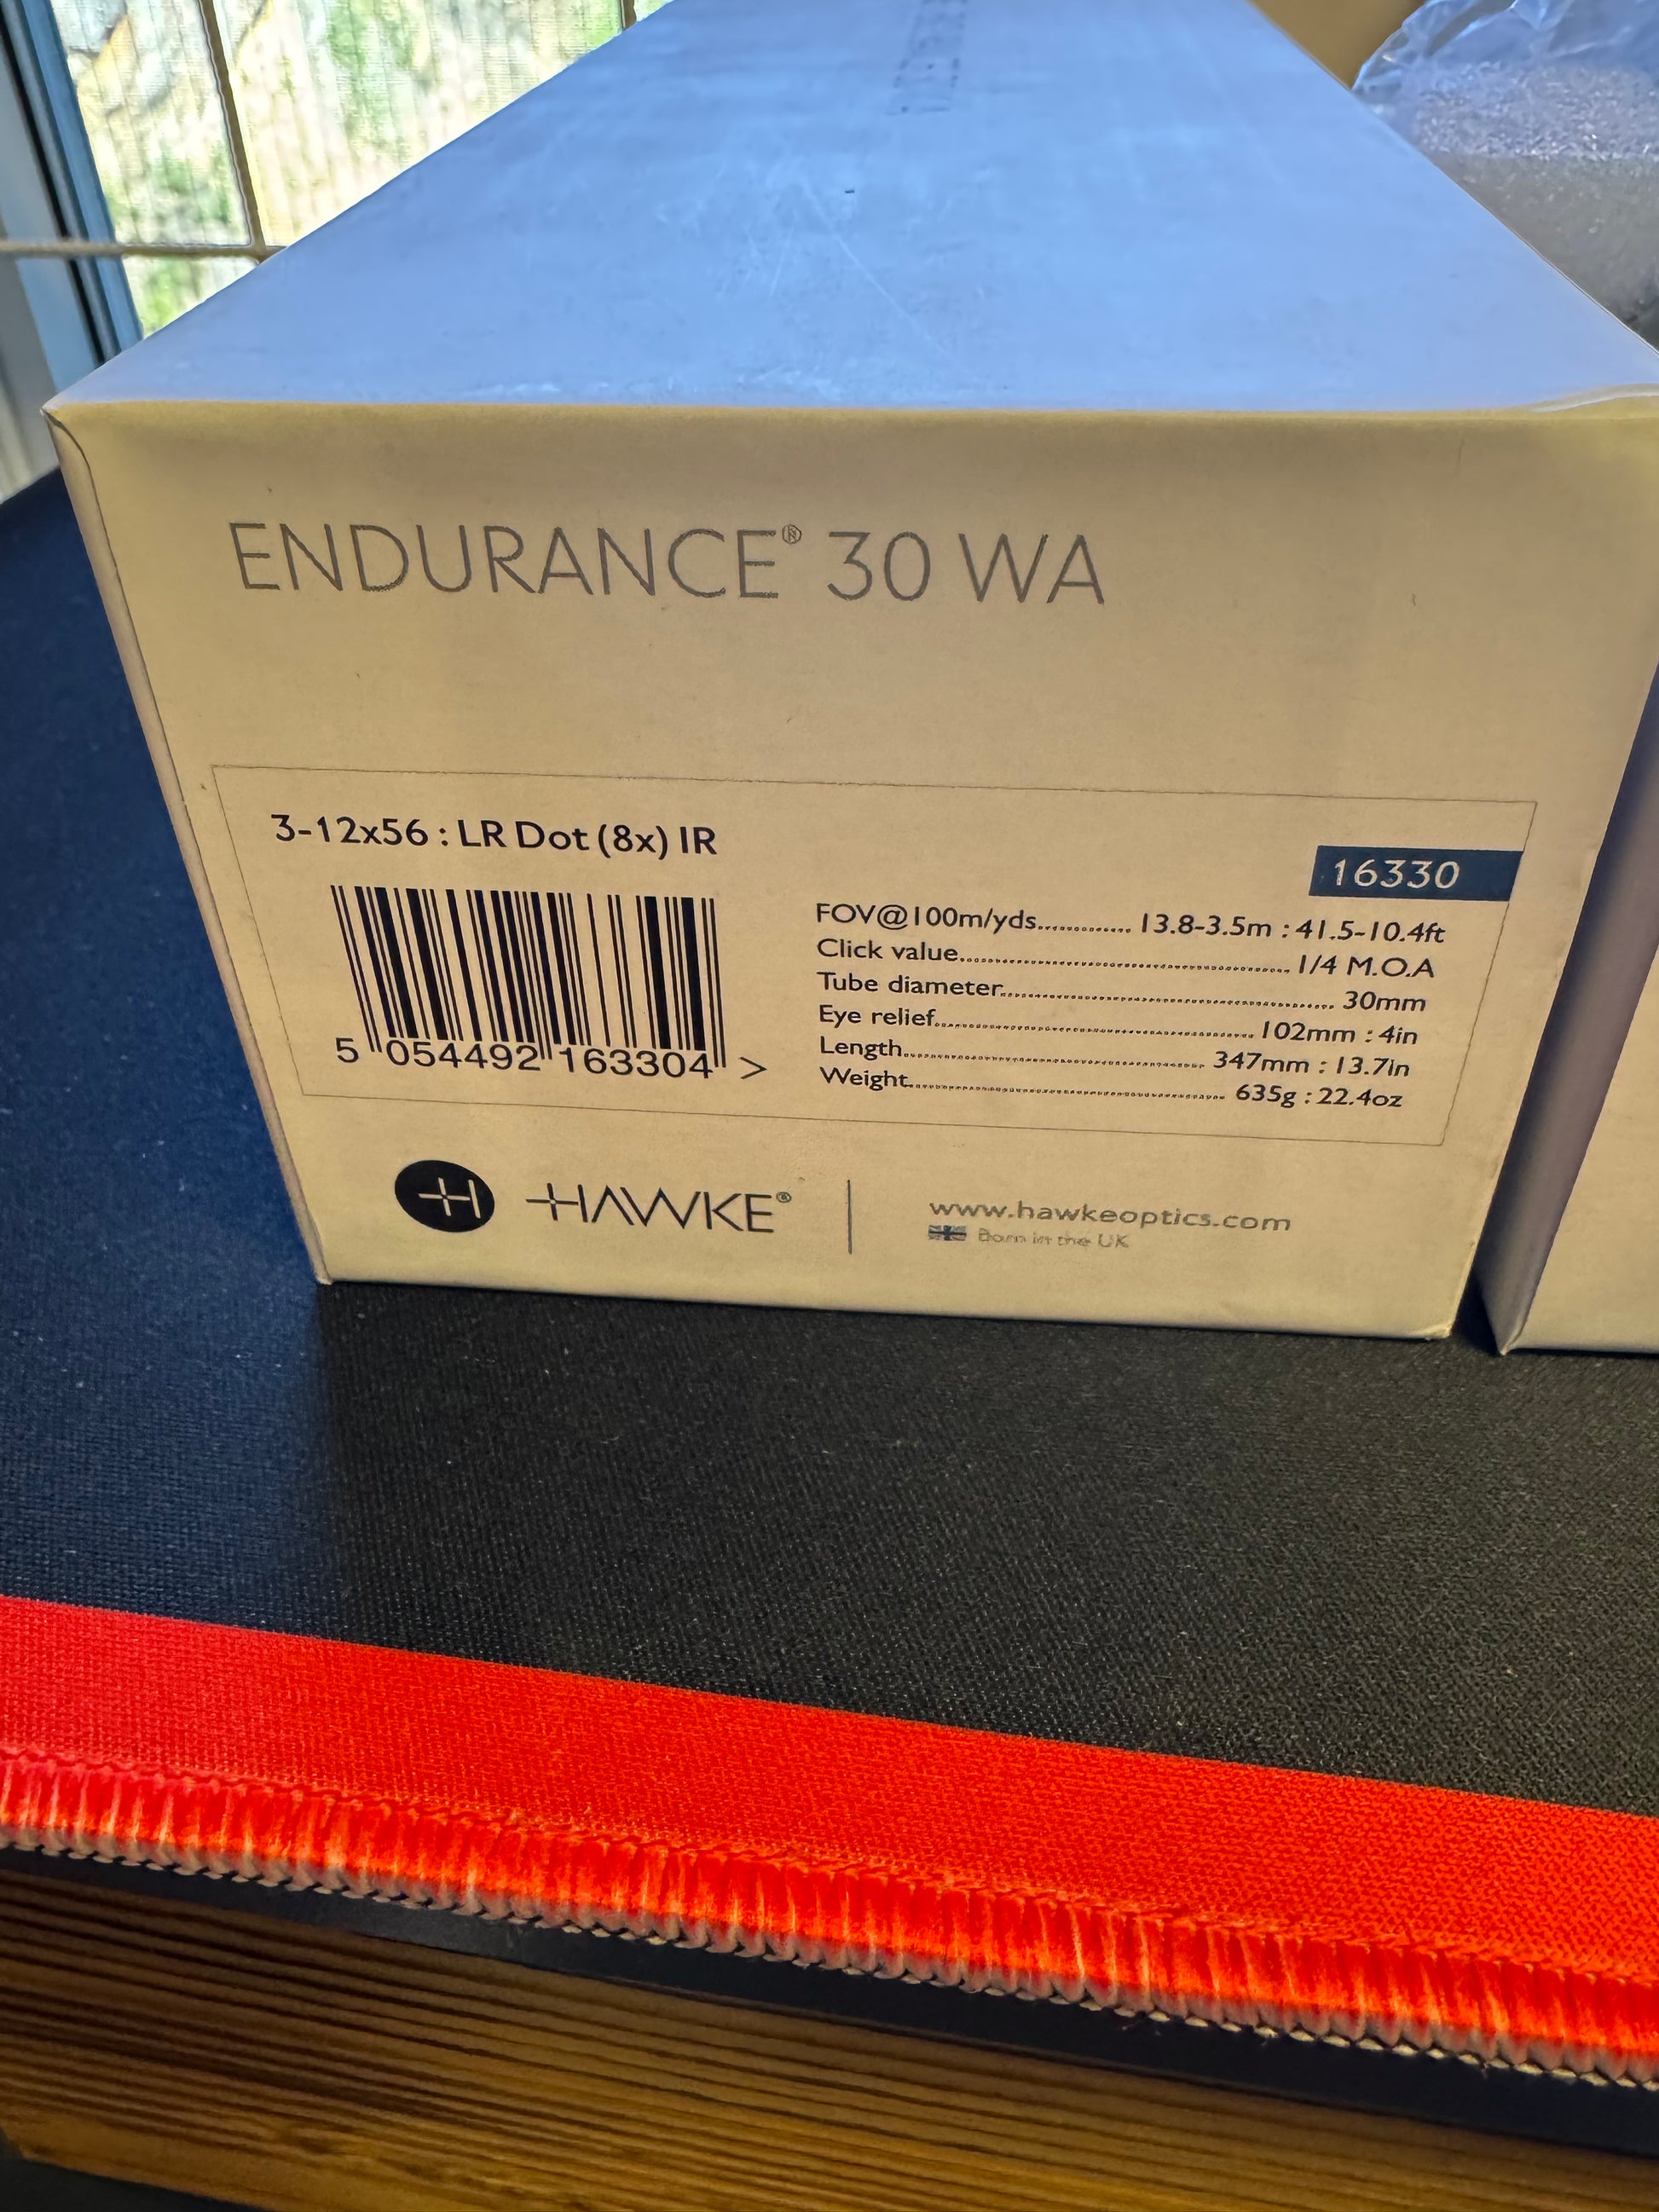 ENDURANCE® 30 WA
3-12x56 : LR Dot (8x) IR
16330
FOV@100m/yds............. 13.8-3.5m : 41.5-10.4ft
Click value............................................... 1/4 M.O.A
Tube diameter............................................... 30mm
Eye relief.............................................. 102mm : 4in
Length............................................ 347mm : 13.7in
Weight.............................................. 635g : 22.4oz
5 054492 163304 >
H HAWKE®
www.hawkeoptics.com
Born in the UK